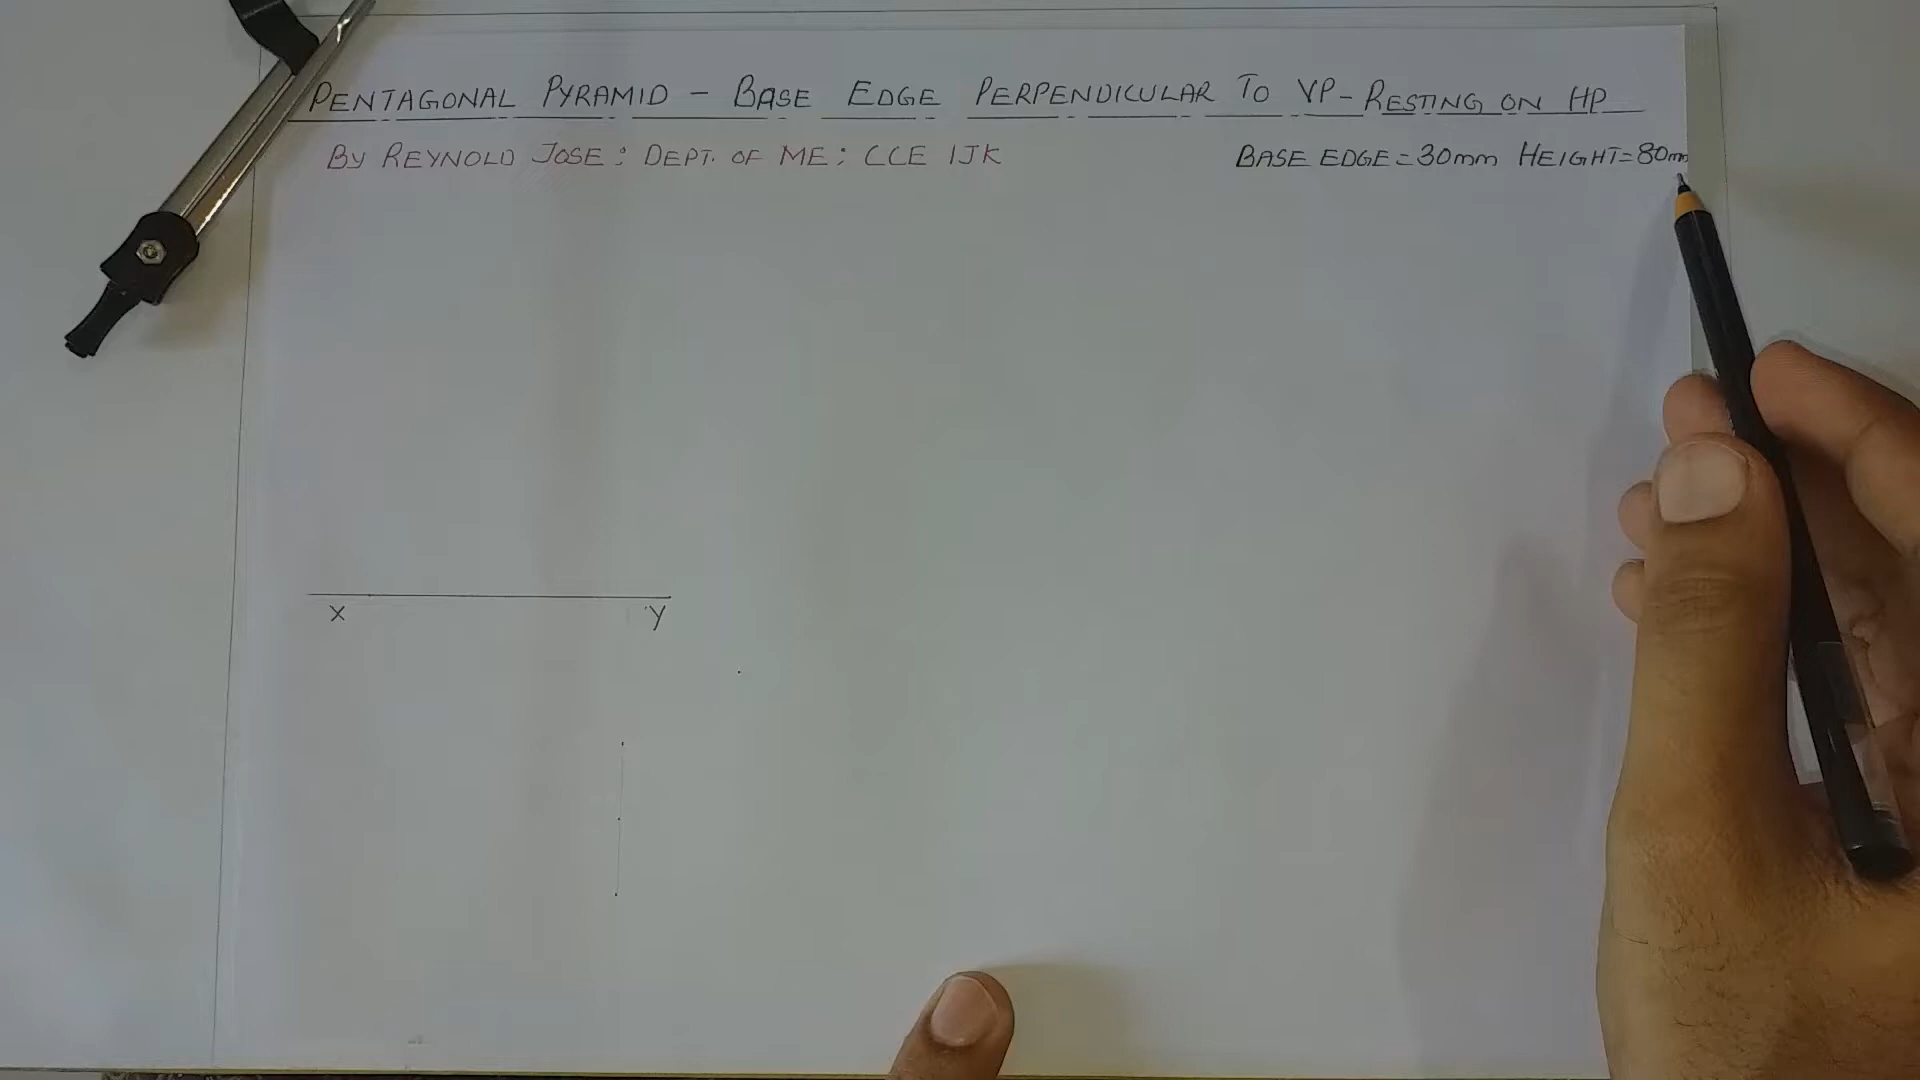 PENTAGONAL PYRAMID - BASE EDGE PERPENDICULAR TO VP - RESTING ON HP
BY REYNOLD JOSE : DEPT. OF ME : CCE IJK
BASE EDGE = 30mm HEIGHT = 80mm
X Y